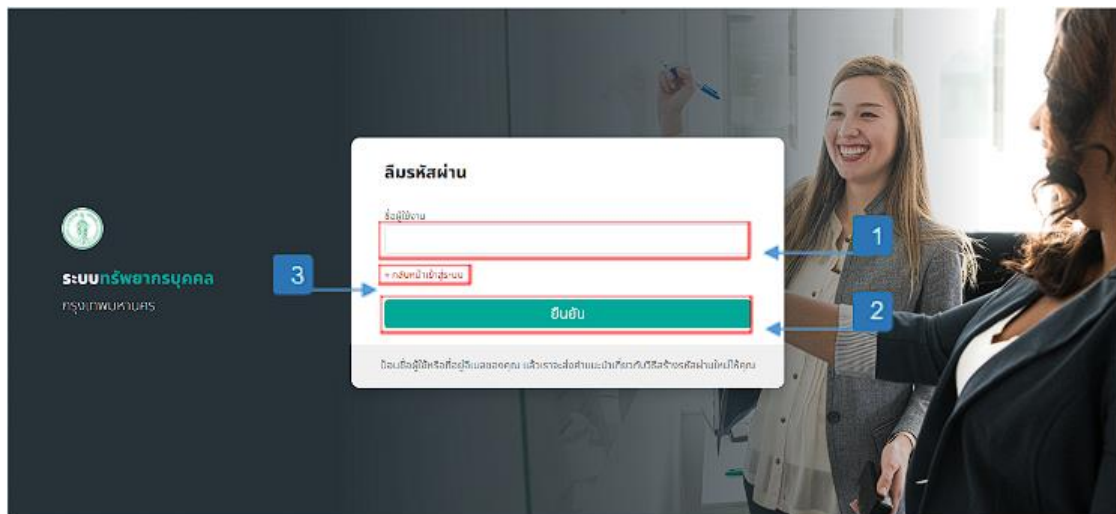 ลืมรหัสผ่าน
ชื่อผู้ใช้งาน
1
ระบบทรัพยากรบุคคล
3
กลับหน้าเข้าสู่ระบบ
กรุงเทพมหานคร
ยืนยัน
2
ป้อนชื่อผู้ใช้หรือที่อยู่อีเมลของคุณ แล้วเราจะส่งคำแนะนำเกี่ยวกับวิธีสร้างรหัสผ่านใหม่ให้คุณ